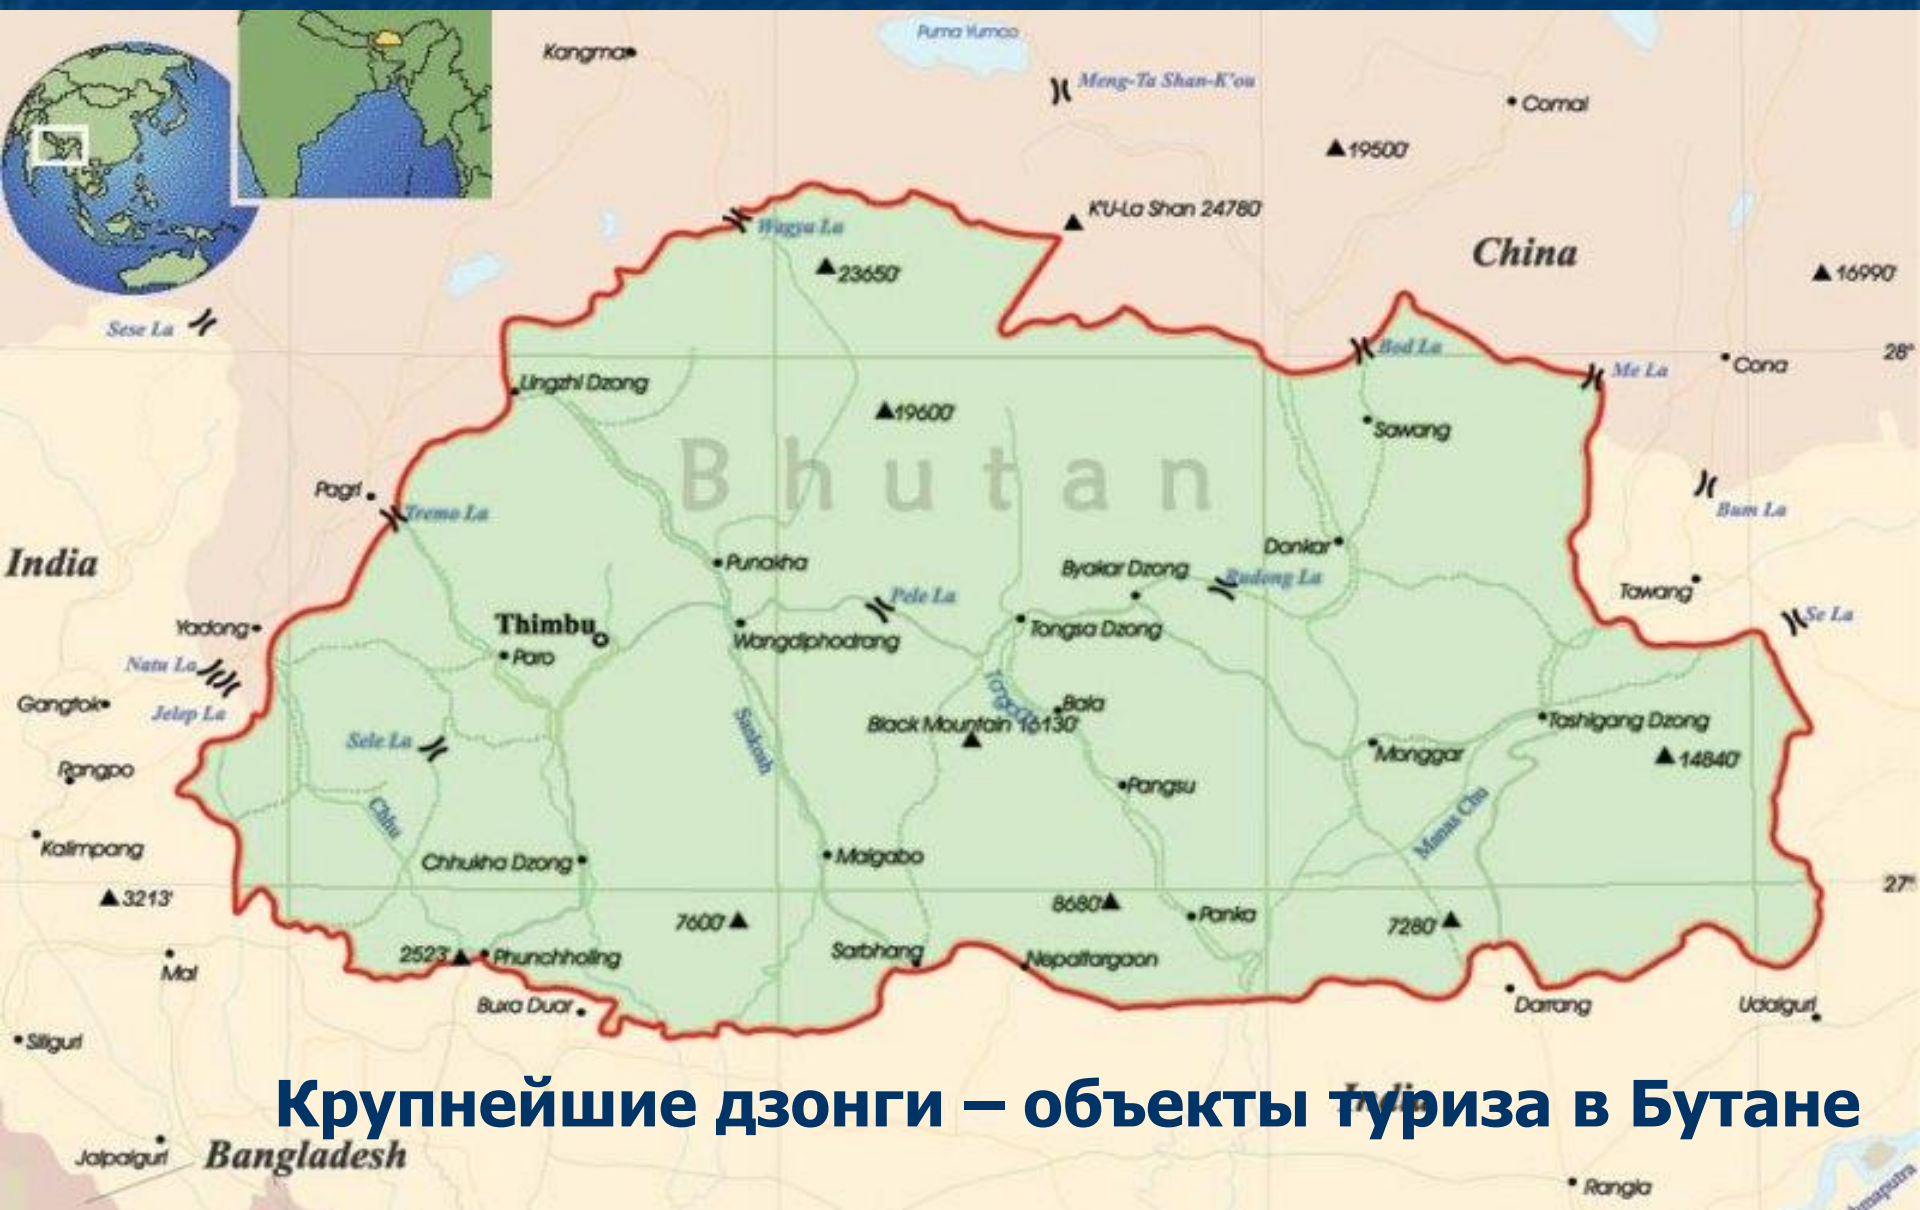 Puma Yumco
Kangma
Meng-Ta Shan-K'ou
Comai
19500'
K'U-La Shan 24780'
Wagya La
China
23650'
16990'
Sese La
Bod La
28°
Me La
Cona
Lingzhi Dzong
19600'
Sawang
Bhutan
Pagri
Tremo La
Bum La
India
Donkar
Punakha
Byakar Dzong
Rudong La
Tawang
Pele La
Se La
Thimbu
Yadong
Wangdiphodrang
Tongsa Dzong
Paro
Natu La
Gangtok
Jelep La
Bala
Tashigang Dzong
Black Mountain 16130'
Sele La
Sankosh
Monggar
14840'
Rangpo
Pangsu
Chhu
Manas Chu
Kalimpang
Chhukha Dzong
Maigabo
27°
3213'
8680'
7600'
Panka
7280'
2523'
Phunchholing
Sarbhang
Nepaltargaon
Mal
Buxa Duar
Darrang
Udalguri
Siliguri
India
Крупнейшие дзонги – объекты туриза в Бутане
Jalpaiguri
Bangladesh
Rangia